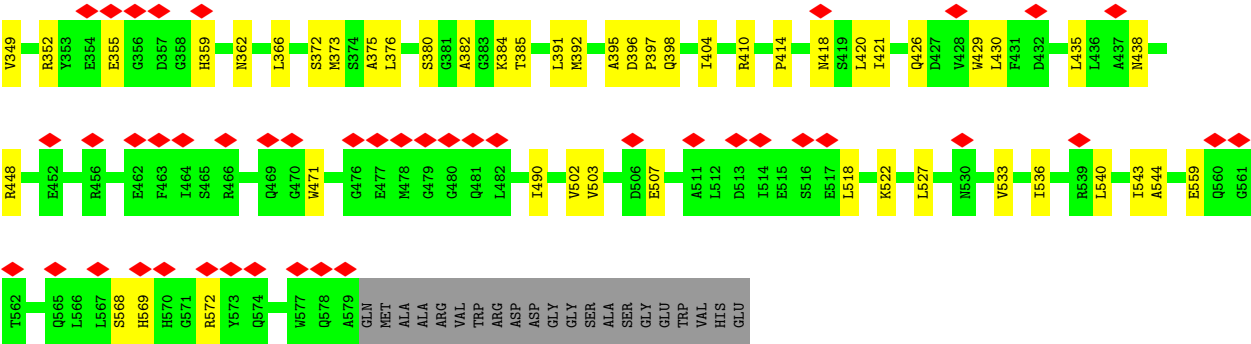 V349 R352 Y353 E354 E355 G356 D357 G358 H359 N362 L366 S372 M373 S374 A375 L376 S380 G381 A382 G383 K384 T385 L391 M392 A395 D396 P397 Q398 I404 R410 P414 N418 S419 L420 I421 Q426 D427 V428 W429 L430 F431 D432 L435 L436 A437 N438
R448 E452 R456 E462 F463 I464 S465 R466 Q469 G470 W471 G476 E477 M478 G479 G480 Q481 L482 I490 V502 V503 D506 E507 A511 L512 D513 I514 E515 S516 E517 L518 K522 L527 N530 V533 I536 R539 L540 I543 A544 E559 Q560 G561
T562 Q565 L566 L567 S568 H569 H570 G571 R572 Y573 Q574 W577 Q578 A579 GLN MET ALA ALA ARG VAL TRP ARG ASP ASP GLY GLY SER ALA SER GLY GLU TRP VAL HIS GLU